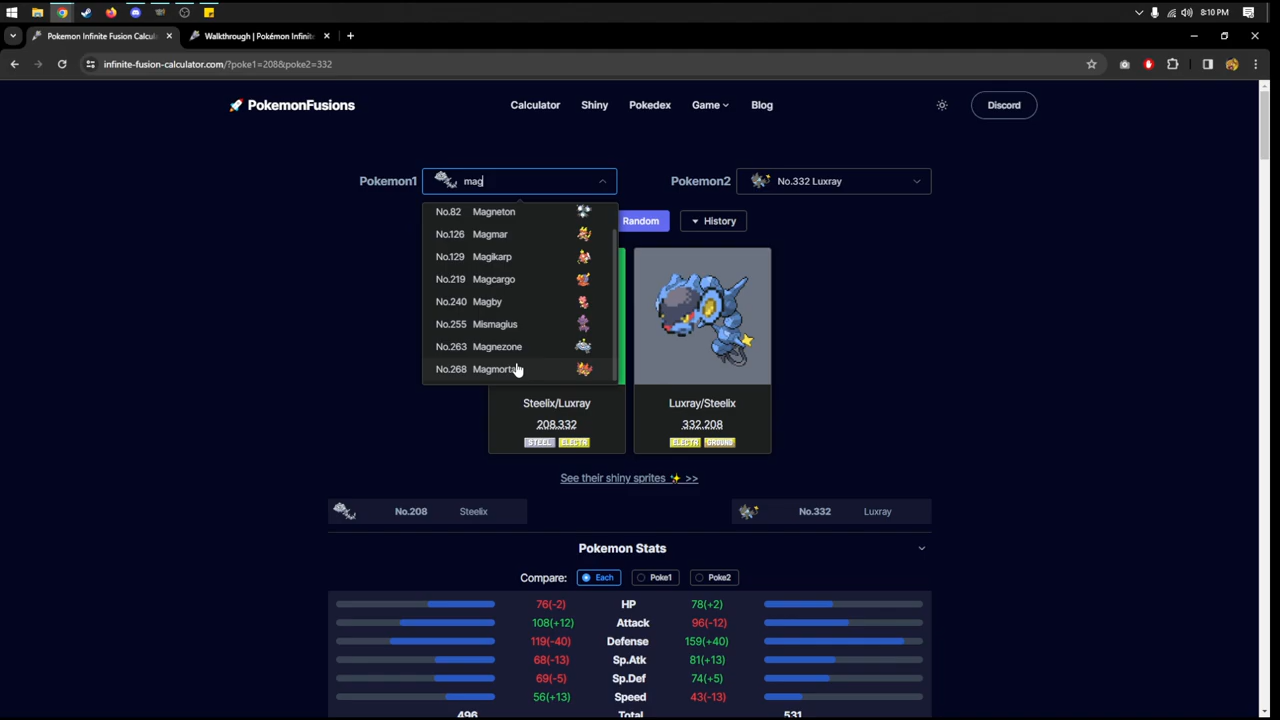 8:10 PM
Pokemon Infinite Fusion Calcul
Walkthrough | Pokémon Infinite
infinite-fusion-calculator.com/?poke1=208&poke2=332
PokemonFusions
Calculator
Shiny
Pokedex
Game
Blog
Discord
Pokemon1
mag
Pokemon2
No.332 Luxray
No.82 Magneton
No.126 Magmar
No.129 Magikarp
No.219 Magcargo
No.240 Magby
No.255 Mismagius
No.263 Magnezone
No.268 Magmorta
Random
History
Steelix/Luxray
208.332
STEEL ELECTR
Luxray/Steelix
332.208
ELECTR GROUND
See their shiny sprites ✨ >>
No.208 Steelix
No.332 Luxray
Pokemon Stats
Compare: Each Poke1 Poke2
76(-2) HP 78(+2)
108(+12) Attack 96(-12)
119(-40) Defense 159(+40)
68(-13) Sp.Atk 81(+13)
69(-5) Sp.Def 74(+5)
56(+13) Speed 43(-13)
496 Total 531